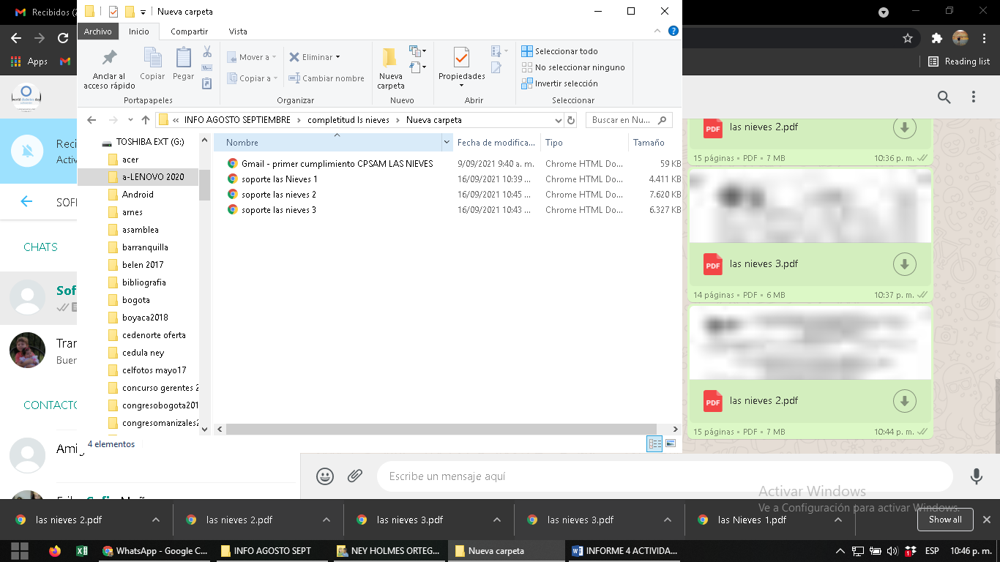 Recibidos (2
Nueva carpeta
Archivo
Inicio
Compartir
Vista
Apps
Reading list
Anclar al acceso rápido
Copiar
Pegar
Mover a
Copiar a
Eliminar
Cambiar nombre
Nueva carpeta
Propiedades
Seleccionar todo
No seleccionar ninguno
Invertir selección
Portapapeles
Organizar
Nuevo
Abrir
Seleccionar
« INFO AGOSTO SEPTIEMBRE > completitud ls nieves > Nueva carpeta
Buscar en Nu...
TOSHIBA EXT (G:)
acer
a-LENOVO 2020
Android
arnes
asamblea
barranquilla
belen 2017
bibliografia
bogota
boyaca2018
cedenorte oferta
cedula ney
celfotos mayo17
concurso gerentes 2
congresobogota201
congresomanizales2
Nombre Fecha de modifica... Tipo Tamaño
Gmail - primer cumplimiento CPSAM LAS NIEVES 9/09/2021 9:40 a. m. Chrome HTML Do... 59 KB
soporte las Nieves 1 16/09/2021 10:39 ... Chrome HTML Do... 4.411 KB
soporte las nieves 2 16/09/2021 10:45 ... Chrome HTML Do... 7.620 KB
soporte las nieves 3 16/09/2021 10:43 ... Chrome HTML Do... 6.327 KB
4 elementos
world diabetes day
Reci
Activ
SOFI
CHATS
Sof
Tran
Buen
CONTACTO
Amig
las nieves 2.pdf
15 páginas • PDF • 7 MB 10:36 p. m.
PDF las nieves 3.pdf
14 páginas • PDF • 6 MB 10:37 p. m.
PDF las nieves 2.pdf
15 páginas • PDF • 7 MB 10:44 p. m.
Escribe un mensaje aquí
Activar Windows
Ve a Configuración para activar Windows.
las nieves 2.pdf
las nieves 2.pdf
las nieves 3.pdf
las nieves 3.pdf
las Nieves 1.pdf
Show all
WhatsApp - Google C...
INFO AGOSTO SEPT
NEY HOLMES ORTEG...
Nueva carpeta
INFORME 4 ACTIVIDA...
ESP
10:46 p. m.